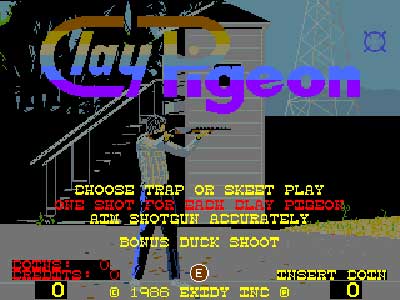 Clay Pigeon
CHOOSE TRAP OR SKEET PLAY
ONE SHOT FOR EACH CLAY PIGEON
AIM SHOTGUN ACCURATELY
BONUS DUCK SHOOT
COINS: 0
CREDITS: 0
INSERT COIN
0 0
E
© 1986 EXIDY INC ®